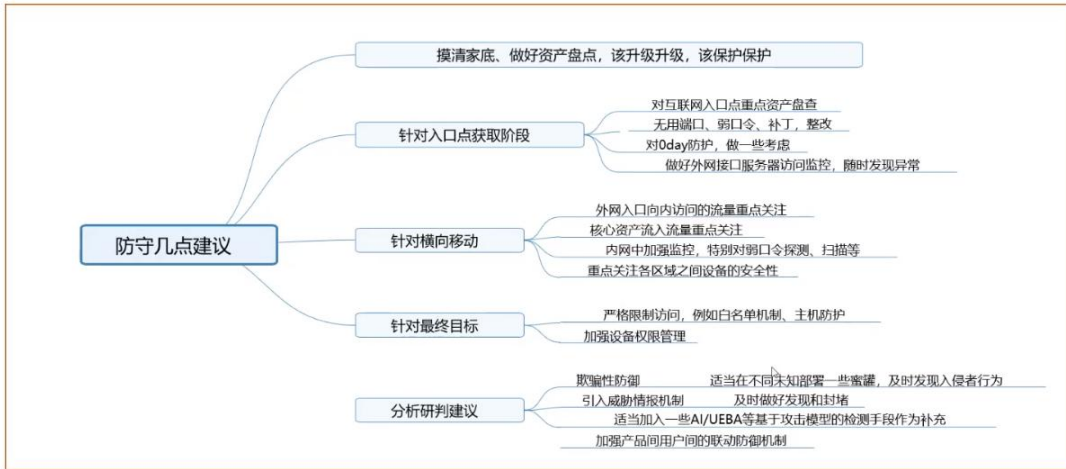 摸清家底、做好资产盘点，该升级升级，该保护保护
针对入口点获取阶段
对互联网入口点重点资产盘查
无用端口、弱口令、补丁，整改
对0day防护，做一些考虑
做好外网接口服务器访问监控，随时发现异常
防守几点建议
针对横向移动
外网入口向内访问的流量重点关注
核心资产流入流量重点关注
内网中加强监控，特别对弱口令探测、扫描等
重点关注各区域之间设备的安全性
针对最终目标
严格限制访问，例如白名单机制、主机防护
加强设备权限管理
分析研判建议
欺骗性防御 适当在不同未知部署一些蜜罐，及时发现入侵者行为
引入威胁情报机制 及时做好发现和封堵
适当加入一些AI/UEBA等基于攻击模型的检测手段作为补充
加强产品间用户间的联动防御机制